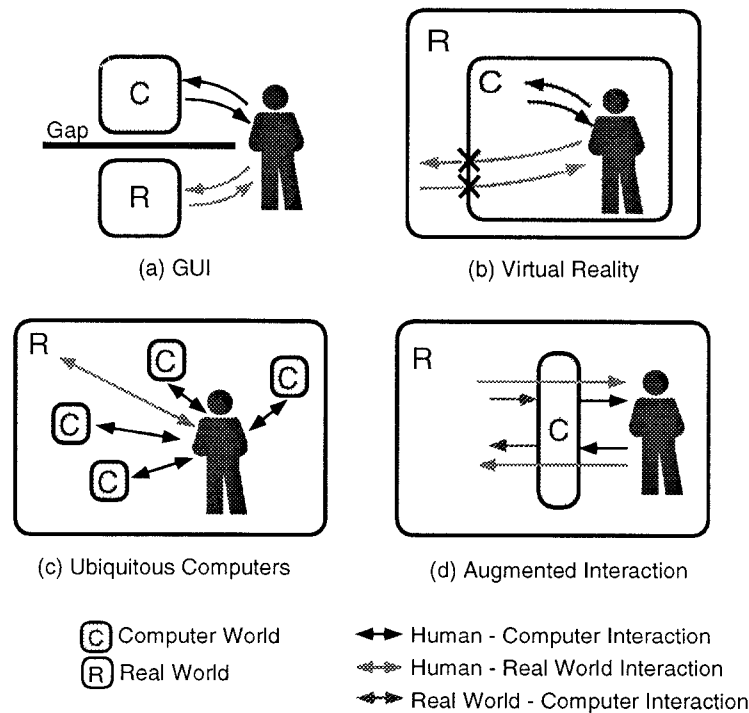 C
Gap
R
(a) GUI
R
C
(b) Virtual Reality
R
C
C
C
C
(c) Ubiquitous Computers
R
C
(d) Augmented Interaction
C Computer World
R Real World
Human - Computer Interaction
Human - Real World Interaction
Real World - Computer Interaction